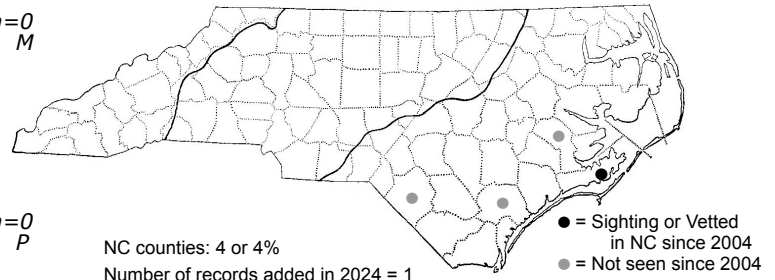 n=0
M
n=0
P
NC counties: 4 or 4%
Number of records added in 2024 = 1
● = Sighting or Vetted
in NC since 2004
● = Not seen since 2004